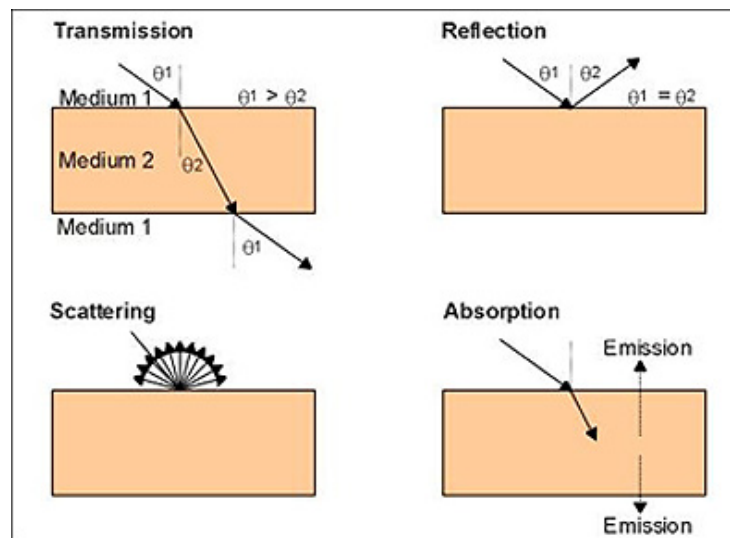 Transmission
θ1
Medium 1
θ1 > θ2
Medium 2
θ2
Medium 1
θ1
Reflection
θ1 θ2
θ1 = θ2
Scattering
Absorption
Emission
Emission